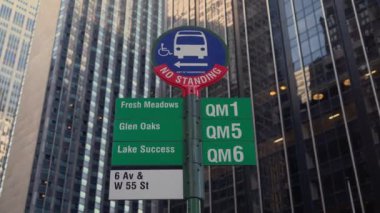 NO STANDING
Fresh Meadows
Glen Oaks
Lake Success
QM1
QM5
QM6
6 Av &
W 55 St